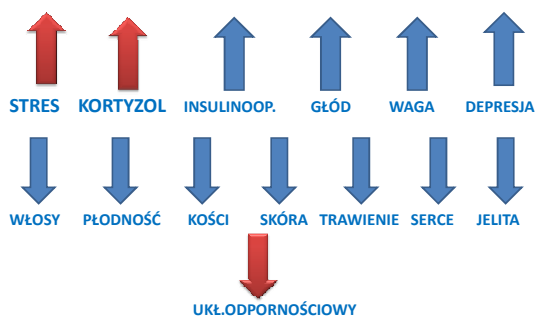 STRES KORTYZOL INSULINOOP. GŁÓD WAGA DEPRESJA
WŁOSY PŁODNOŚĆ KOŚCI SKÓRA TRAWIENIE SERCE JELITA
UKŁ.ODPORNOŚCIOWY